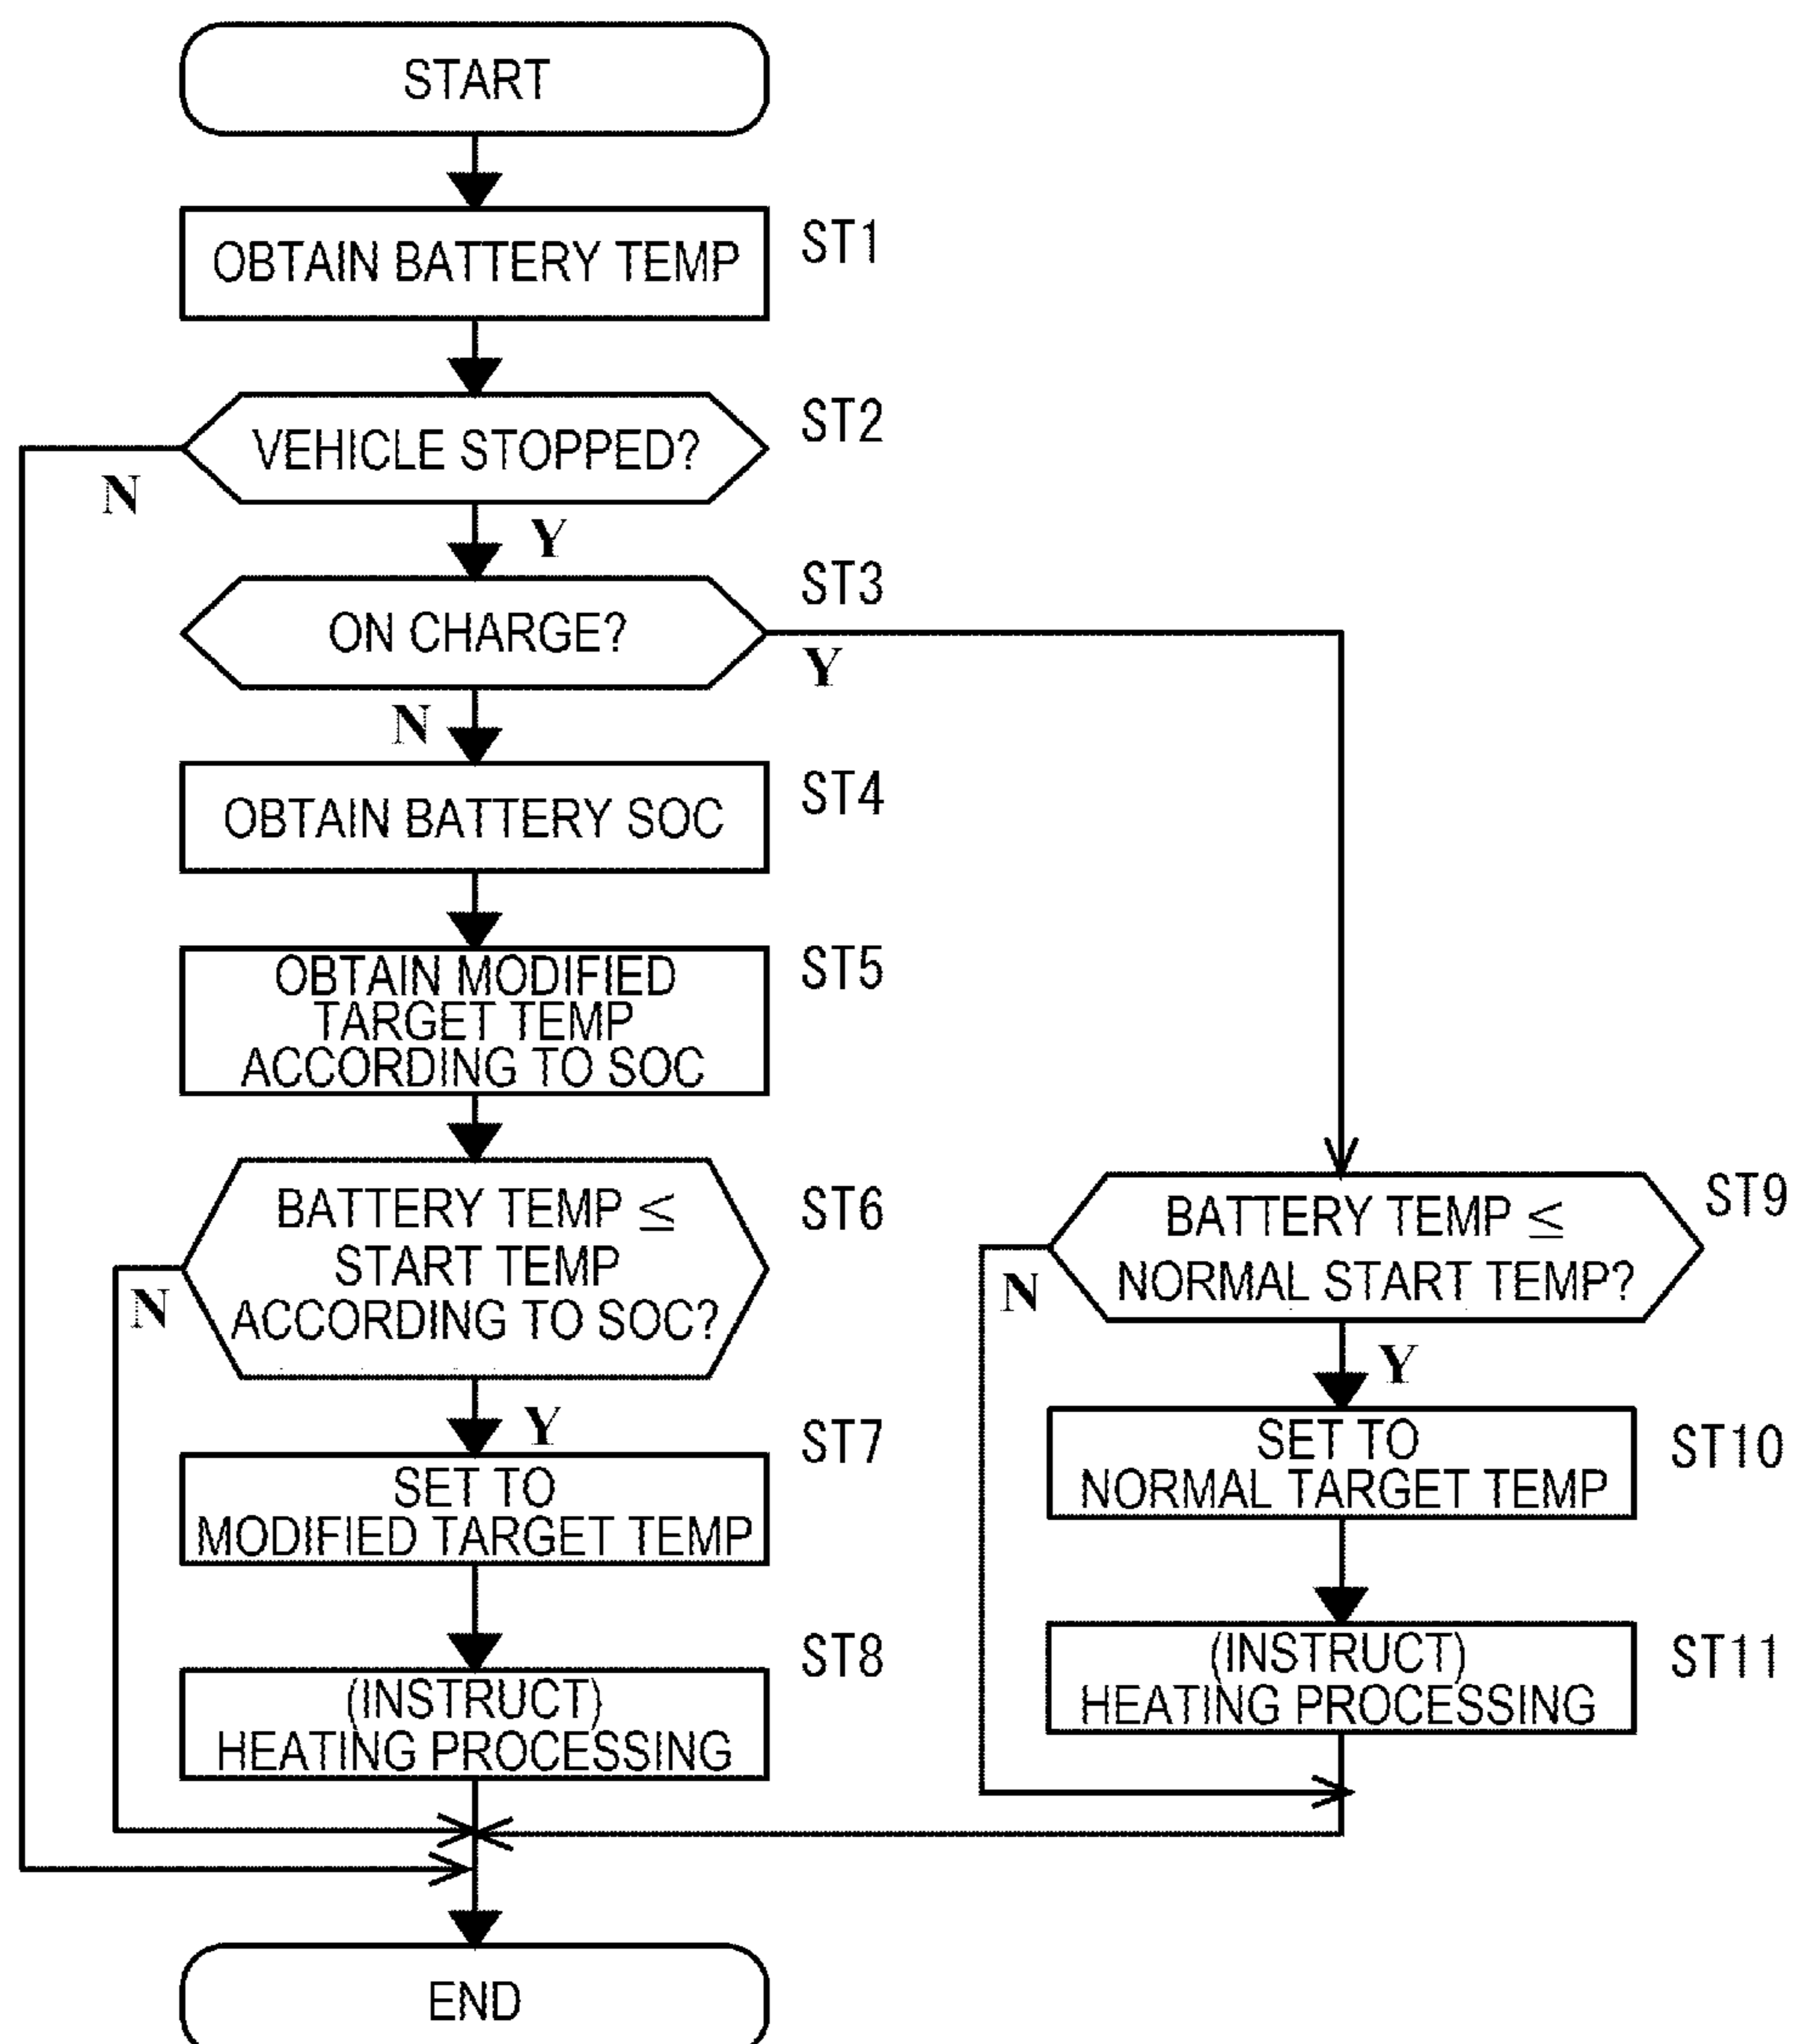 START
OBTAIN BATTERY TEMP
ST1
VEHICLE STOPPED?
ST2
N
Y
ON CHARGE?
ST3
Y
N
OBTAIN BATTERY SOC
ST4
OBTAIN MODIFIED
TARGET TEMP
ACCORDING TO SOC
ST5
BATTERY TEMP ≤
START TEMP
ACCORDING TO SOC?
ST6
N
Y
SET TO
MODIFIED TARGET TEMP
ST7
(INSTRUCT)
HEATING PROCESSING
ST8
BATTERY TEMP ≤
NORMAL START TEMP?
ST9
N
Y
SET TO
NORMAL TARGET TEMP
ST10
(INSTRUCT)
HEATING PROCESSING
ST11
END